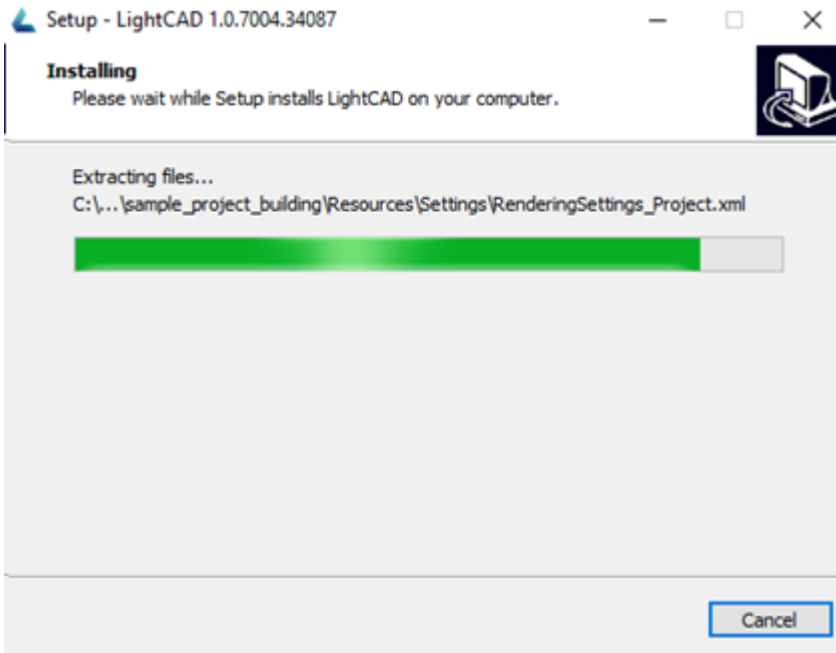 Setup - LightCAD 1.0.7004.34087
Installing
Please wait while Setup installs LightCAD on your computer.
Extracting files...
C:\...\sample_project_building\Resources\Settings\RenderingSettings_Project.xml
Cancel